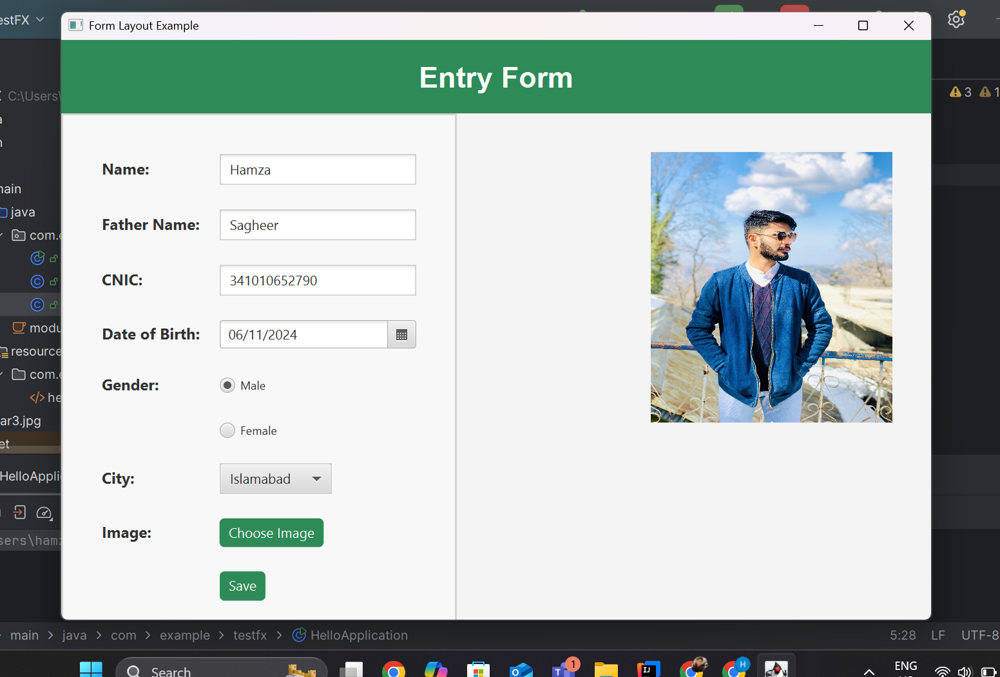 estFX
Form Layout Example
Entry Form
C:\Users\
3
1
Name:
Hamza
Father Name:
Sagheer
CNIC:
341010652790
Date of Birth:
06/11/2024
Gender:
Male
Female
City:
Islamabad
Image:
Choose Image
Save
ain
java
com.e
modu
resource
com.e
</> he
ar3.jpg
et
HelloAppli
sers\hamz
main > java > com > example > testfx > HelloApplication
5:28 LF UTF-8
Search
1
H
ENG